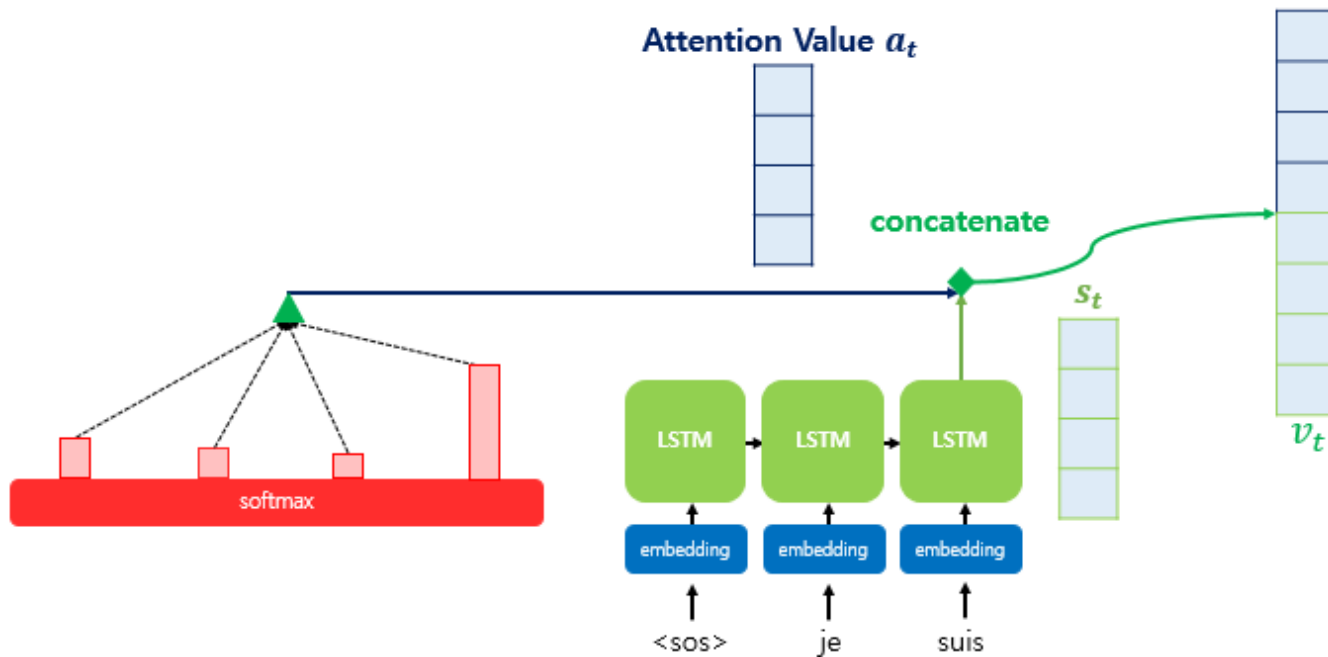 Attention Value a_t
concatenate
s_t
v_t
LSTM LSTM LSTM
softmax
embedding embedding embedding
<sos> je suis